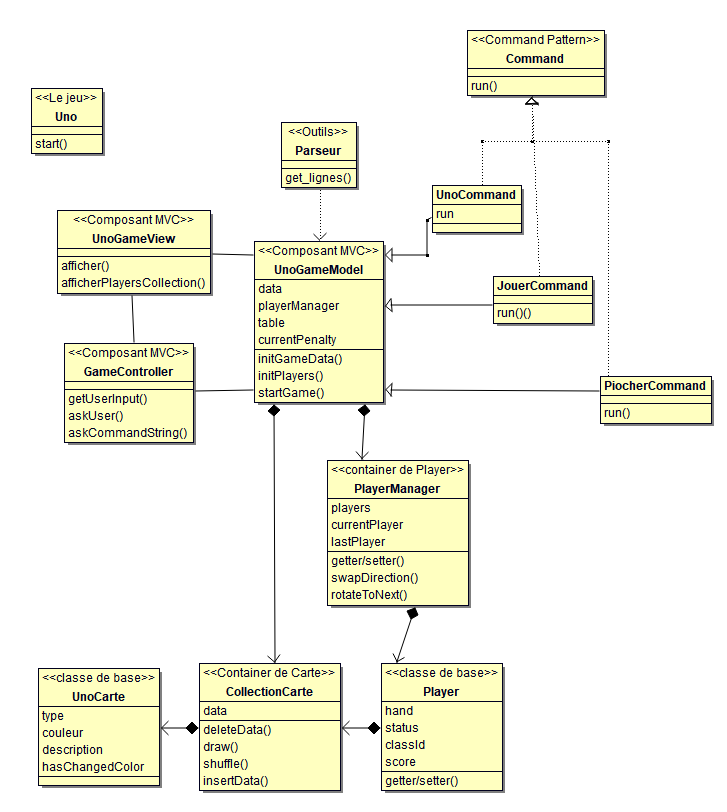 <<Command Pattern>>
Command
run()
<<Le jeu>>
Uno
start()
<<Outils>>
Parseur
get_lignes()
UnoCommand
run
<<Composant MVC>>
UnoGameView
afficher()
afficherPlayersCollection()
<<Composant MVC>>
UnoGameModel
data
playerManager
table
currentPenalty
initGameData()
initPlayers()
startGame()
JouerCommand
run()()
<<Composant MVC>>
GameController
getUserInput()
askUser()
askCommandString()
PiocherCommand
run()
<<container de Player>>
PlayerManager
players
currentPlayer
lastPlayer
getter/setter()
swapDirection()
rotateToNext()
<<classe de base>>
UnoCarte
type
couleur
description
hasChangedColor
<<Container de Carte>>
CollectionCarte
data
deleteData()
draw()
shuffle()
insertData()
<<classe de base>>
Player
hand
status
classId
score
getter/setter()